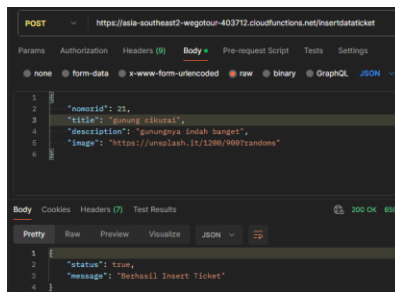 POST https://asia-southeast2-wegotour-403712.cloudfunctions.net/insertdataticket
Params Authorization Headers (9) Body Pre-request Script Tests Settings
none form-data x-www-form-urlencoded raw binary GraphQL JSON
1 {
2 "nomorid": 21,
3 "title": "gunung cikurai",
4 "description": "gunungnya indah banget",
5 "image": "https://unsplash.it/1200/900?randoms"
6 }
Body Cookies Headers (7) Test Results 200 OK 650
Pretty Raw Preview Visualize JSON
1 {
2 "status": true,
3 "message": "Berhasil Insert Ticket"
4 }